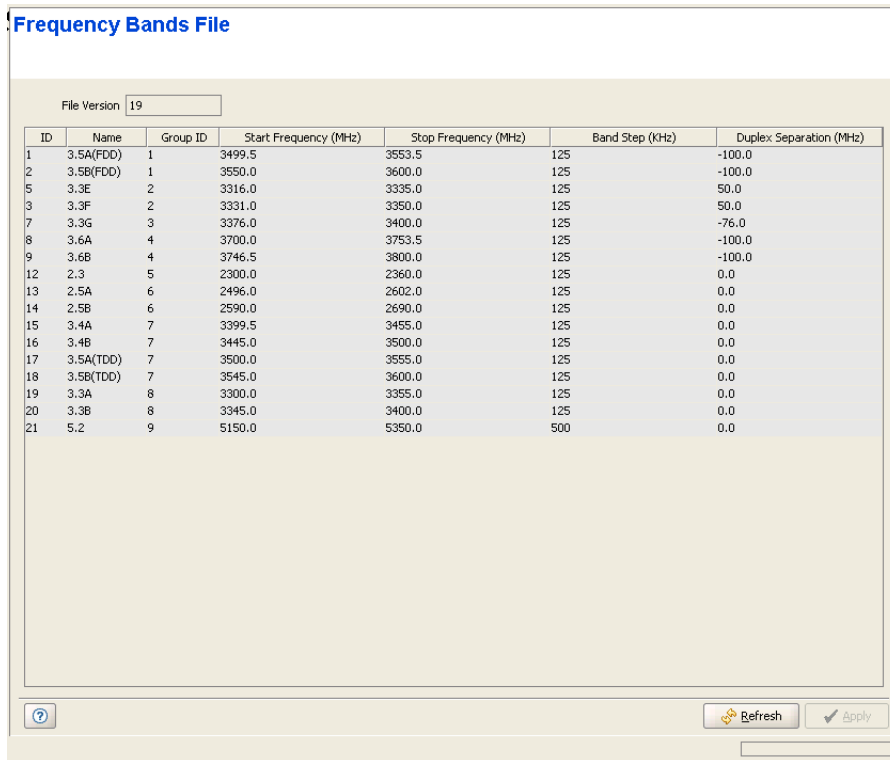 Frequency Bands File
File Version 19
ID Name Group ID Start Frequency (MHz) Stop Frequency (MHz) Band Step (KHz) Duplex Separation (MHz)
1 3.5A(FDD) 1 3499.5 3553.5 125 -100.0
2 3.5B(FDD) 1 3550.0 3600.0 125 -100.0
5 3.3E 2 3316.0 3335.0 125 50.0
3 3.3F 2 3331.0 3350.0 125 50.0
7 3.3G 3 3376.0 3400.0 125 -76.0
8 3.6A 4 3700.0 3753.5 125 -100.0
9 3.6B 4 3746.5 3800.0 125 -100.0
12 2.3 5 2300.0 2360.0 125 0.0
13 2.5A 6 2496.0 2602.0 125 0.0
14 2.5B 6 2590.0 2690.0 125 0.0
15 3.4A 7 3399.5 3455.0 125 0.0
16 3.4B 7 3445.0 3500.0 125 0.0
17 3.5A(TDD) 7 3500.0 3555.0 125 0.0
18 3.5B(TDD) 7 3545.0 3600.0 125 0.0
19 3.3A 8 3300.0 3355.0 125 0.0
20 3.3B 8 3345.0 3400.0 125 0.0
21 5.2 9 5150.0 5350.0 500 0.0
? Refresh Apply